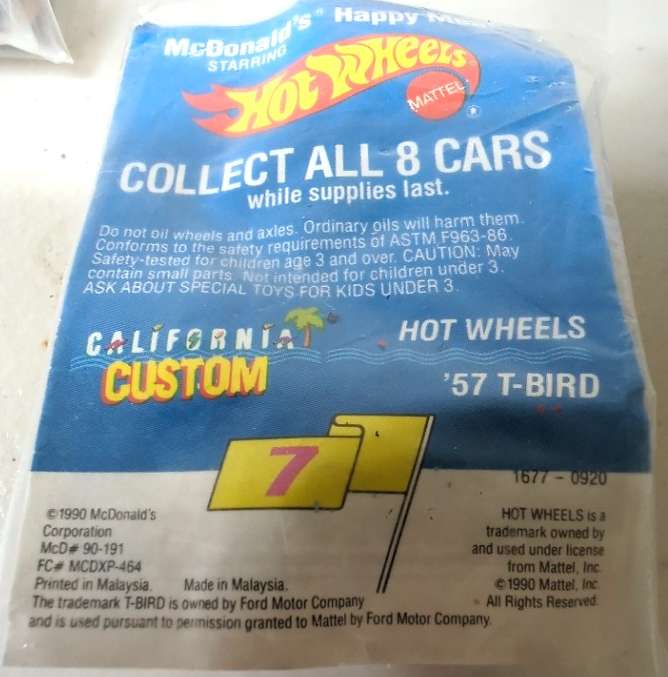 McDonald's® Happy
STARRING
Hot Wheels
MATTEL
®
COLLECT ALL 8 CARS
while supplies last.
Do not oil wheels and axles. Ordinary oils will harm them.
Conforms to the safety requirements of ASTM F963-86.
Safety-tested for children age 3 and over. CAUTION: May
contain small parts. Not intended for children under 3.
ASK ABOUT SPECIAL TOYS FOR KIDS UNDER 3.
CALIFORNIA
CUSTOM
HOT WHEELS
'57 T-BIRD
7
1677 - 0920
©1990 McDonald's
Corporation
McD# 90-191
FC# MCDXP-464
Printed in Malaysia. Made in Malaysia.
HOT WHEELS is a
trademark owned by
and used under license
from Mattel, Inc.
©1990 Mattel, Inc.
All Rights Reserved.
The trademark T-BIRD is owned by Ford Motor Company
and is used pursuant to permission granted to Mattel by Ford Motor Company.